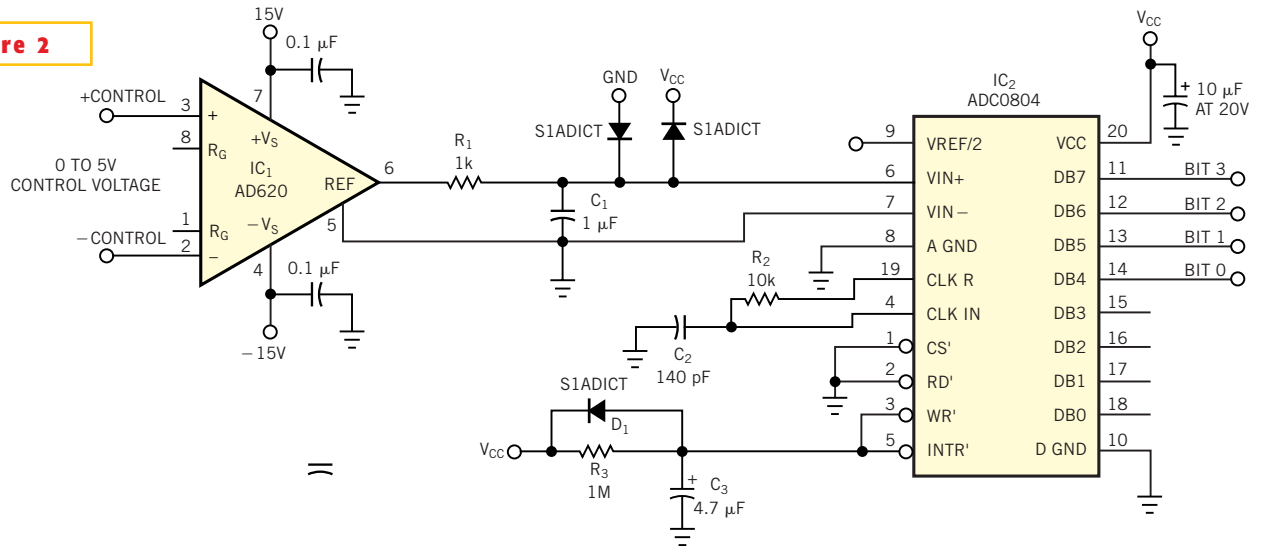 re 2
15V
0.1 µF
+CONTROL
3
+
7
+VS
8
RG
IC1
AD620
REF
6
0 TO 5V
CONTROL VOLTAGE
1
RG
−VS
5
−CONTROL
2
−
4
0.1 µF
−15V
R1
1k
C1
1 µF
GND
VCC
S1ADICT
S1ADICT
R2
10k
C2
140 pF
S1ADICT
D1
VCC
R3
1M
+
C3
4.7 µF
IC2
ADC0804
VCC
+ 10 µF
AT 20V
9 VREF/2
6 VIN+
7 VIN−
8 A GND
19 CLK R
4 CLK IN
1 CS'
2 RD'
3 WR'
5 INTR'
VCC 20
DB7 11 BIT 3
DB6 12 BIT 2
DB5 13 BIT 1
DB4 14 BIT 0
DB3 15
DB2 16
DB1 17
DB0 18
D GND 10